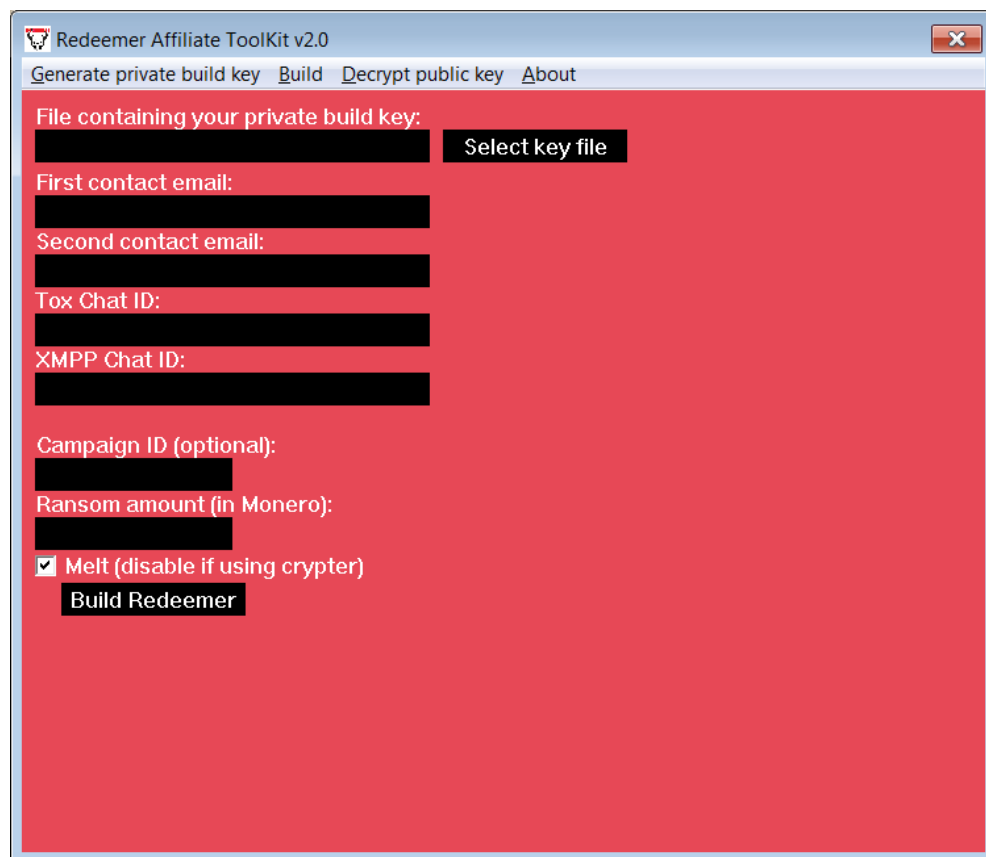 Redeemer Affiliate ToolKit v2.0
Generate private build key Build Decrypt public key About
File containing your private build key:
Select key file
First contact email:
Second contact email:
Tox Chat ID:
XMPP Chat ID:
Campaign ID (optional):
Ransom amount (in Monero):
Melt (disable if using crypter)
Build Redeemer